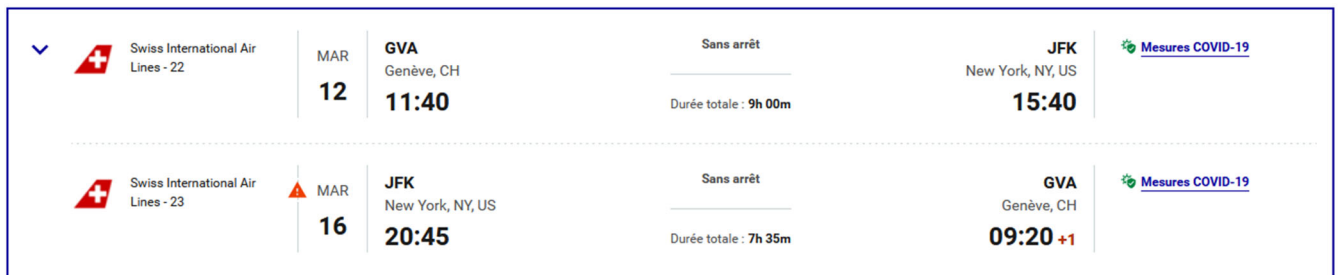 Swiss International Air
Lines - 22
MAR
12
GVA
Genève, CH
11:40
Sans arrêt
Durée totale : 9h 00m
JFK
New York, NY, US
15:40
Mesures COVID-19
Swiss International Air
Lines - 23
MAR
16
JFK
New York, NY, US
20:45
Sans arrêt
Durée totale : 7h 35m
GVA
Genève, CH
09:20 +1
Mesures COVID-19